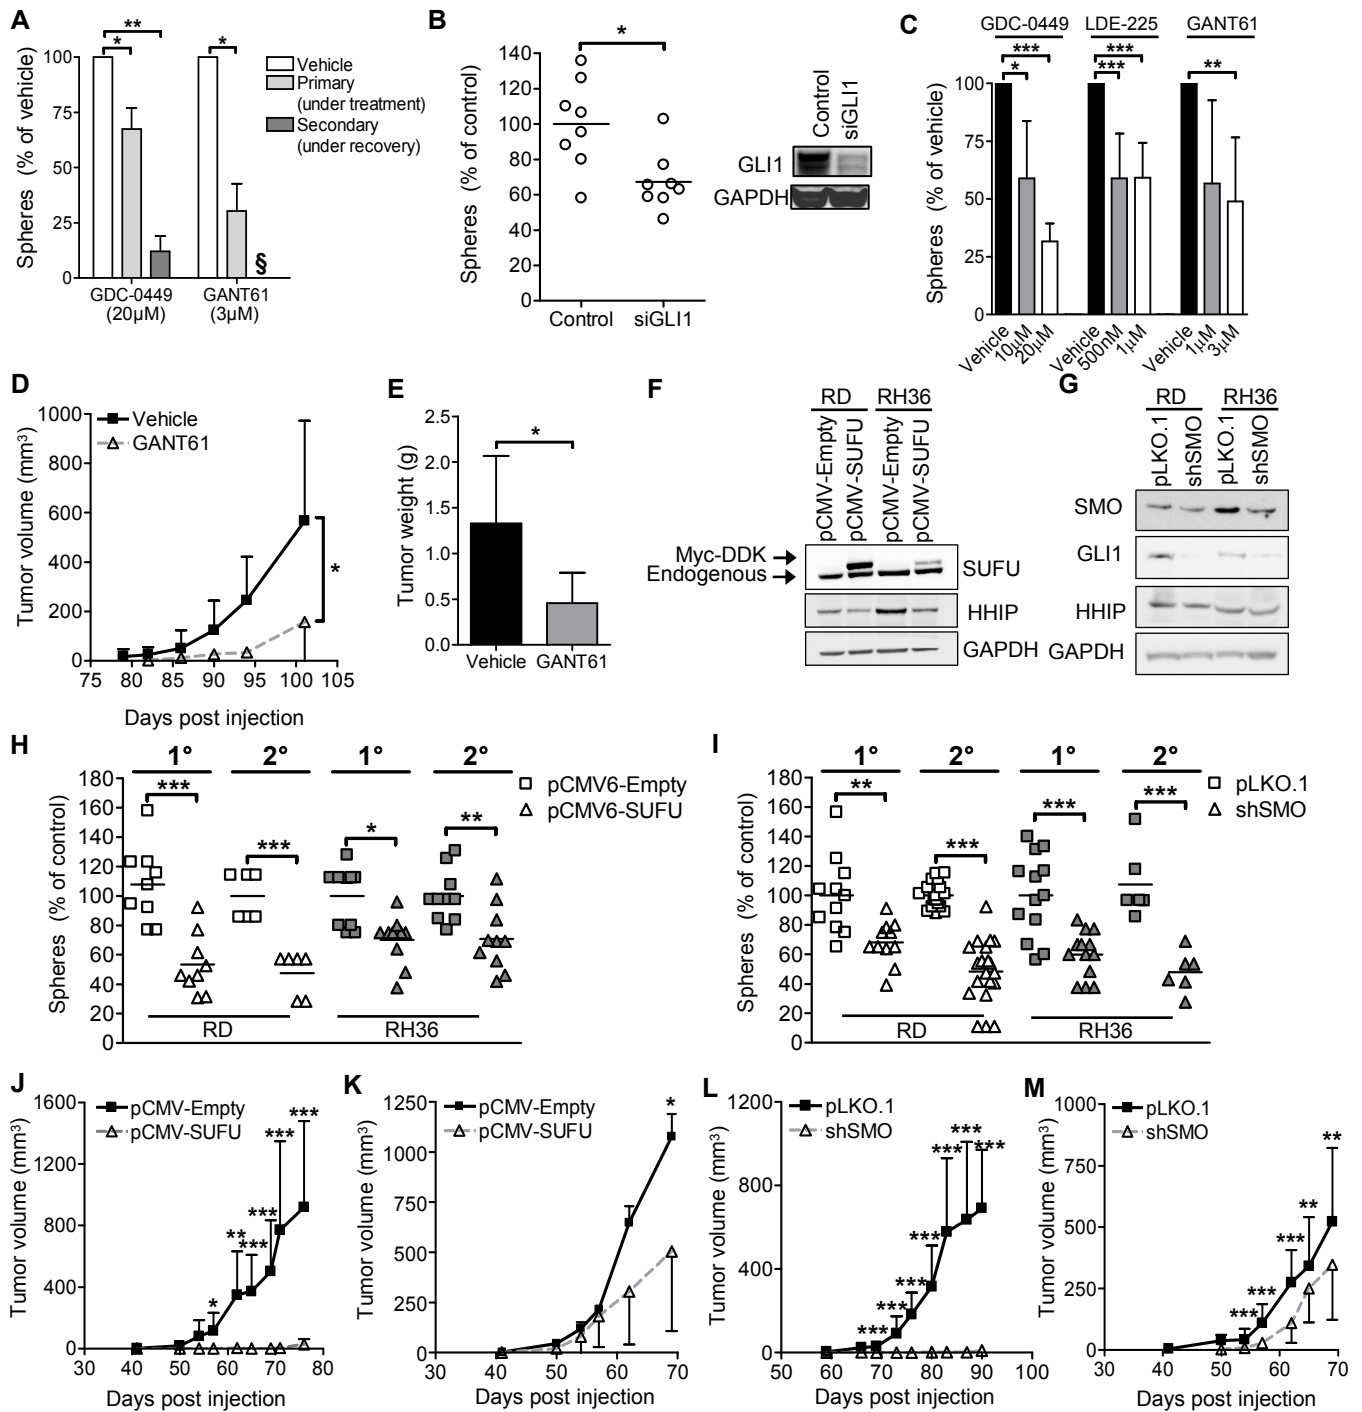 A
** 
* *
Spheres (% of vehicle)
100
75
50
25
0
GDC-0449
(20µM)
GANT61
(3µM)
§
Vehicle
Primary
(under treatment)
Secondary
(under recovery)
B
*
Spheres (% of control)
140
120
100
80
60
40
20
0
Control siGLI1
Control siGLI1
GLI1
GAPDH
C
GDC-0449 LDE-225 GANT61
*** *** **
* ***
Spheres (% of vehicle)
100
75
50
25
0
Vehicle 10µM 20µM Vehicle 500nM 1µM Vehicle 1µM 3µM
D
Vehicle
GANT61
Tumor volume (mm³)
1000
800
600
400
200
0
*
75 80 85 90 95 100 105
Days post injection
E
*
Tumor weight (g)
2.5
2.0
1.5
1.0
0.5
0.0
Vehicle GANT61
F
RD RH36
pCMV-Empty pCMV-SUFU pCMV-Empty pCMV-SUFU
Myc-DDK
Endogenous
SUFU
HHIP
GAPDH
G
RD RH36
pLKO.1 shSMO pLKO.1 shSMO
SMO
GLI1
HHIP
GAPDH
H
1° 2° 1° 2°
pCMV6-Empty
pCMV6-SUFU
*** *** * **
Spheres (% of control)
180
160
140
120
100
80
60
40
20
0
RD RH36
I
1° 2° 1° 2°
pLKO.1
shSMO
** *** *** ***
Spheres (% of control)
180
160
140
120
100
80
60
40
20
0
RD RH36
J
pCMV-Empty
pCMV-SUFU
Tumor volume (mm³)
1600
1200
800
400
0
* ** *** *** *** ***
30 40 50 60 70 80
Days post injection
K
pCMV-Empty
pCMV-SUFU
*
Tumor volume (mm³)
1250
1000
750
500
250
0
30 40 50 60 70
Days post injection
L
pLKO.1
shSMO
Tumor volume (mm³)
1200
800
400
0
*** *** *** *** *** *** ***
50 60 70 80 90 100
Days post injection
M
pLKO.1
shSMO
Tumor volume (mm³)
1000
750
500
250
0
*** *** *** ** **
30 40 50 60 70
Days post injection